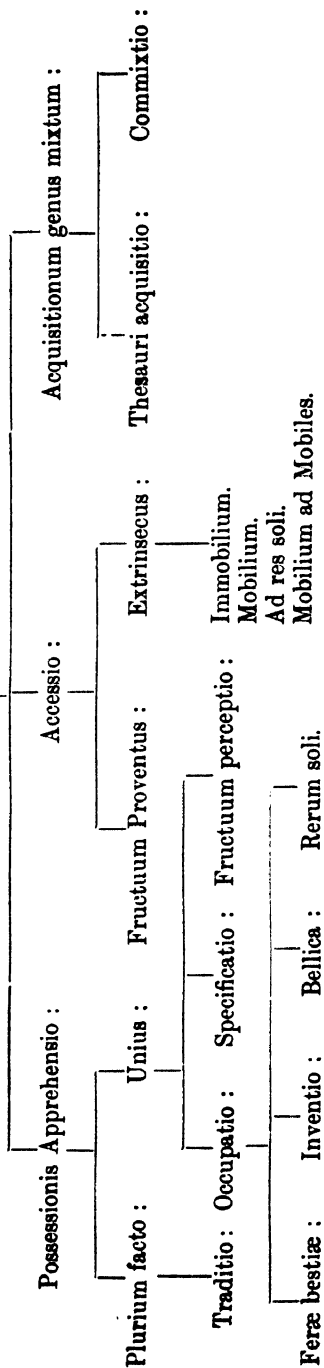 Possessionis Apprehensio : Accessio : Acquisitionum genus mixtum :
Plurium facto : Unius : Fructuum Proventus : Extrinsecus : Thesauri acquisitio : Commixtio :
Traditio : Occupatio : Specificatio : Fructuum perceptio : Immobilium.
Mobilium.
Ad res soli.
Mobilium ad Mobiles.
Feræ bestiæ : Inventio : Bellica : Rerum soli.